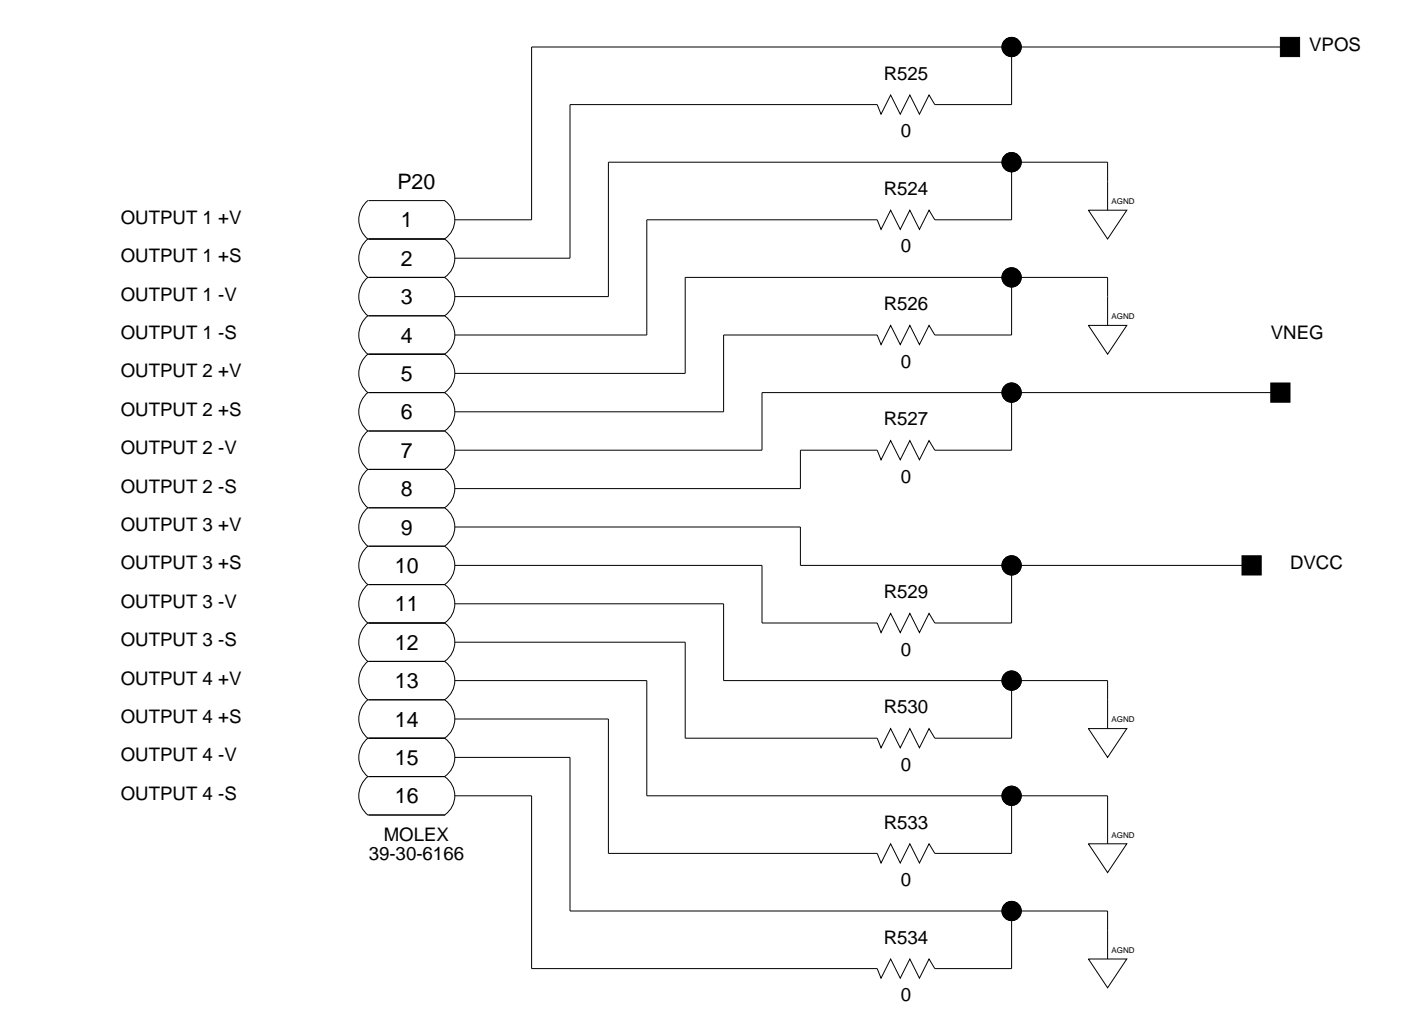 VPOS
R525
0
P20
R524
AGND
0
OUTPUT 1 +V
1
OUTPUT 1 +S
2
OUTPUT 1 -V
3
R526
AGND
0
OUTPUT 1 -S
4
VNEG
OUTPUT 2 +V
5
OUTPUT 2 +S
6
R527
0
OUTPUT 2 -V
7
OUTPUT 2 -S
8
OUTPUT 3 +V
9
OUTPUT 3 +S
10
DVCC
R529
0
OUTPUT 3 -V
11
OUTPUT 3 -S
12
OUTPUT 4 +V
13
R530
AGND
0
OUTPUT 4 +S
14
OUTPUT 4 -V
15
OUTPUT 4 -S
16
MOLEX
39-30-6166
R533
AGND
0
R534
AGND
0